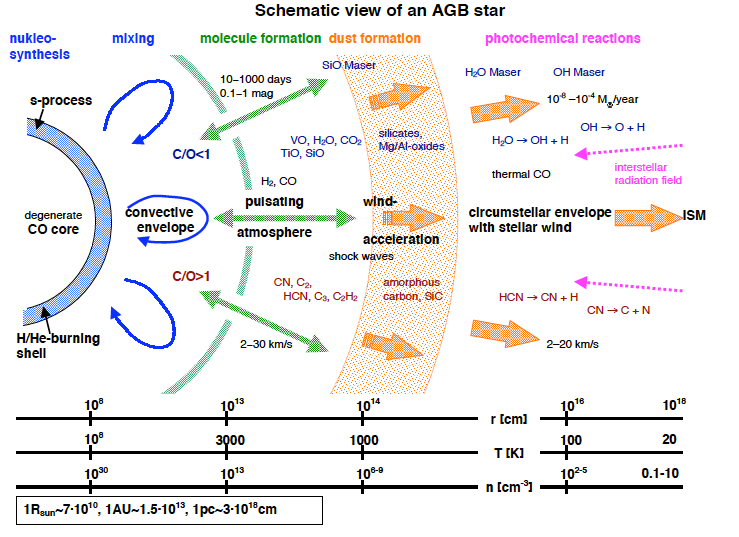 Schematic view of an AGB star
nukleo-
synthesis
mixing
molecule formation
dust formation
photochemical reactions
s-process
10–1000 days
0.1–1 mag
SiO Maser
H₂O Maser
OH Maser
10⁻⁸ –10⁻⁴ M⊙/year
C/O<1
VO, H₂O, CO₂
TiO, SiO
silicates,
Mg/Al-oxides
H₂O → OH + H
OH → O + H
H₂, CO
thermal CO
interstellar
radiation field
degenerate
CO core
convective
envelope
pulsating
atmosphere
wind-
acceleration
shock waves
circumstellar envelope
with stellar wind
ISM
C/O>1
CN, C₂,
HCN, C₃, C₂H₂
amorphous
carbon, SiC
HCN → CN + H
CN → C + N
H/He-burning
shell
2–30 km/s
2–20 km/s
10⁸ 10¹³ 10¹⁴ r [cm] 10¹⁶ 10¹⁸
10⁸ 3000 1000 T [K] 100 20
10³⁰ 10¹³ 10⁸⁻⁹ n [cm⁻³] 10²⁻⁵ 0.1-10
1Rsun~7·10¹⁰, 1AU~1.5·10¹³, 1pc~3·10¹⁸cm